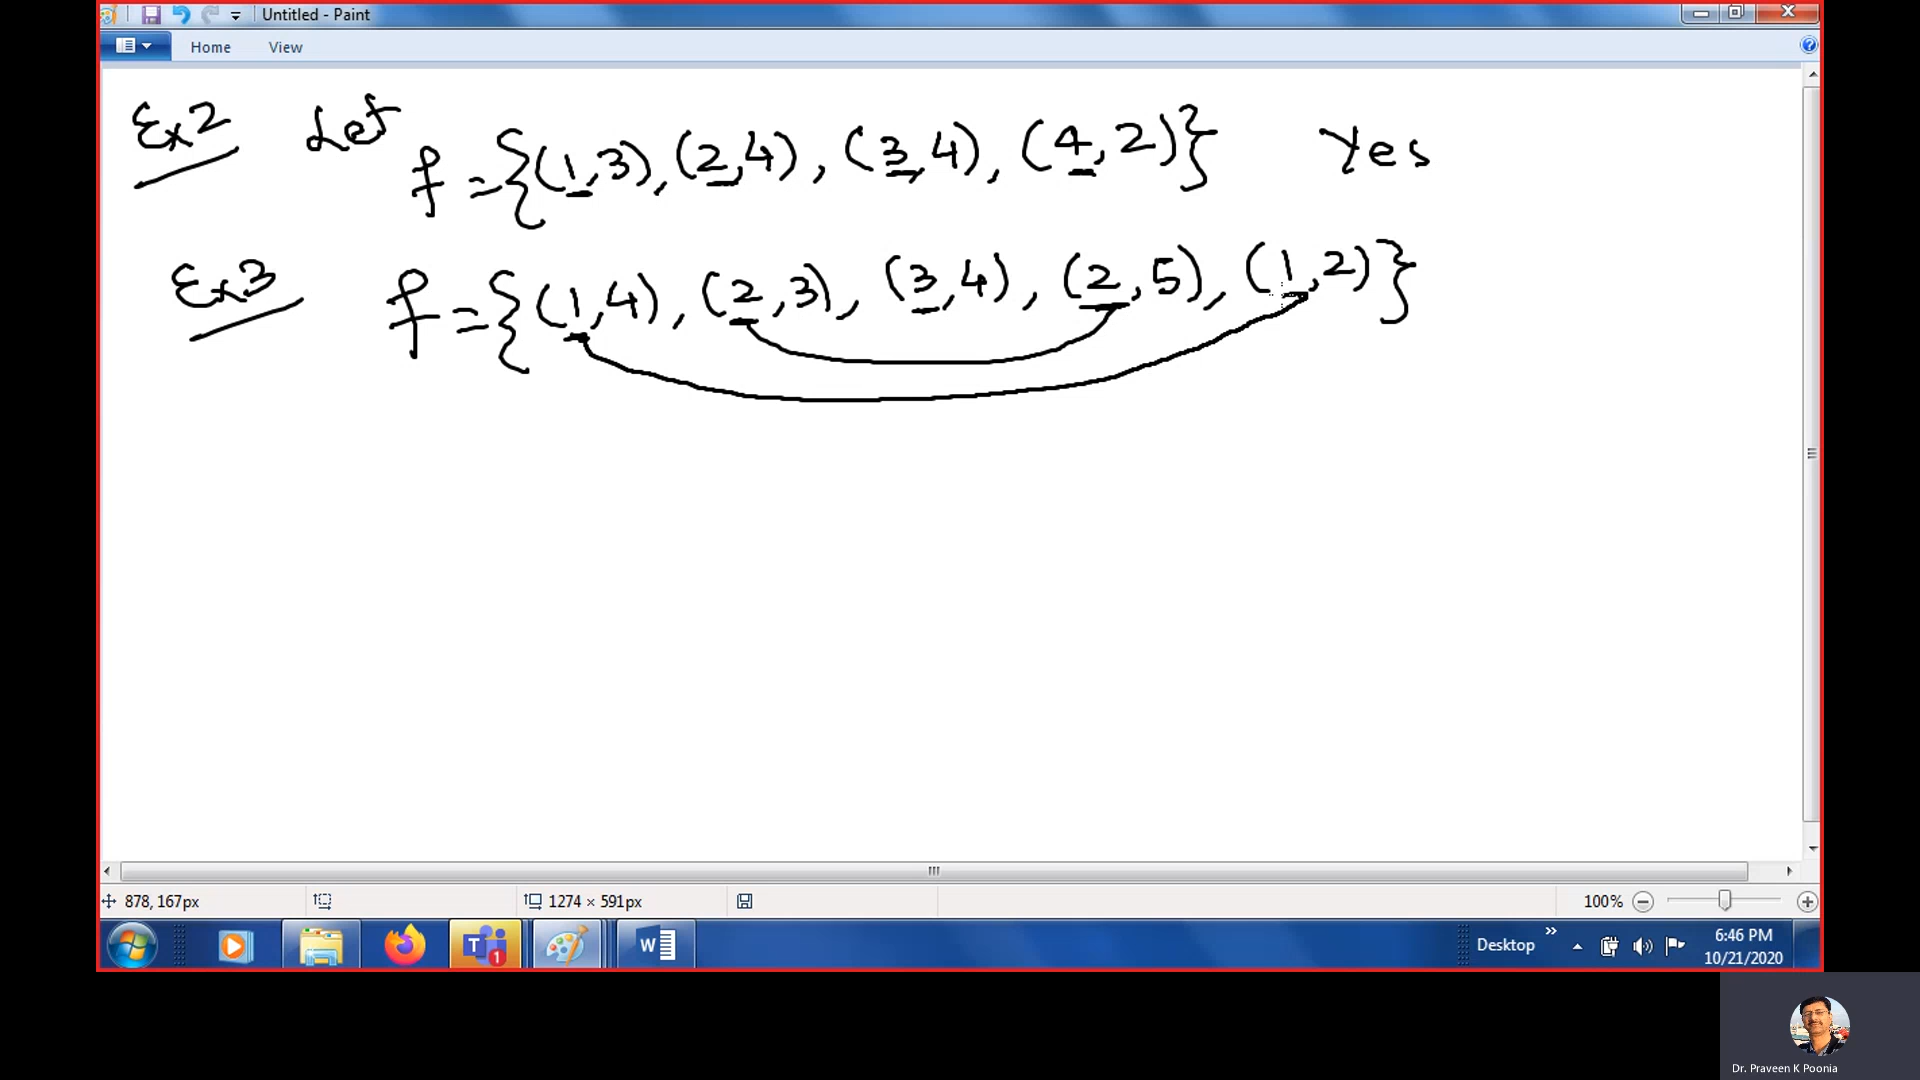 Untitled - Paint
Home View
Ex2 Let f = {(1,3), (2,4), (3,4), (4,2)} Yes
Ex3 f = {(1,4), (2,3), (3,4), (2,5), (1,2)}
878, 167px 1274 × 591px 100%
T 1 W Desktop » 6:46 PM
10/21/2020
Dr. Praveen K Poonia